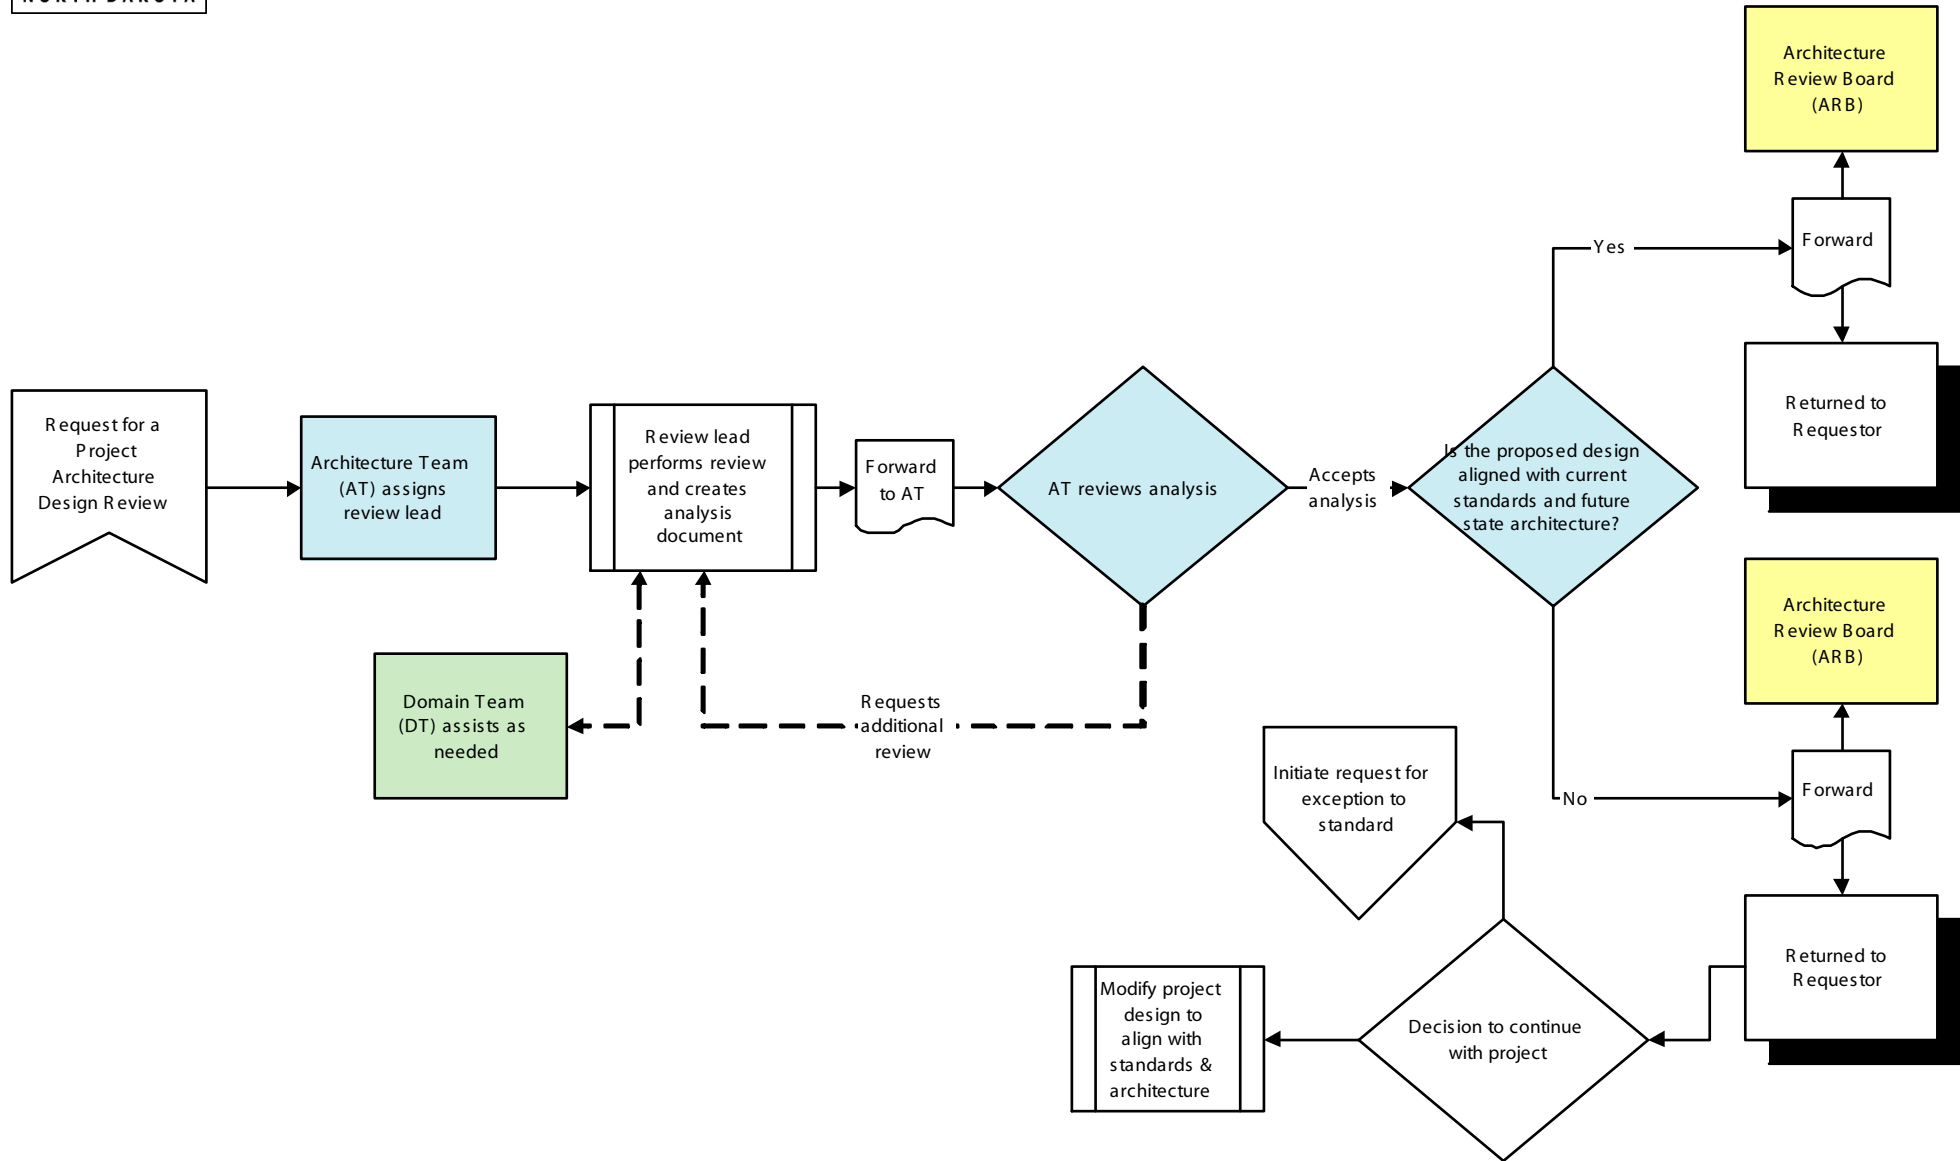 NORTH DAKOTA
Architecture
Review Board
(ARB)
Forward
Yes
Returned to
Requestor
Request for a
Project
Architecture
Design Review
Architecture Team
(AT) assigns
review lead
Review lead
performs review
and creates
analysis
document
Forward
to AT
AT reviews analysis
Accepts
analysis
Is the proposed design
aligned with current
standards and future
state architecture?
Domain Team
(DT) assists as
needed
Requests
additional
review
Architecture
Review Board
(ARB)
Initiate request for
exception to
standard
No
Forward
Returned to
Requestor
Decision to continue
with project
Modify project
design to
align with
standards &
architecture